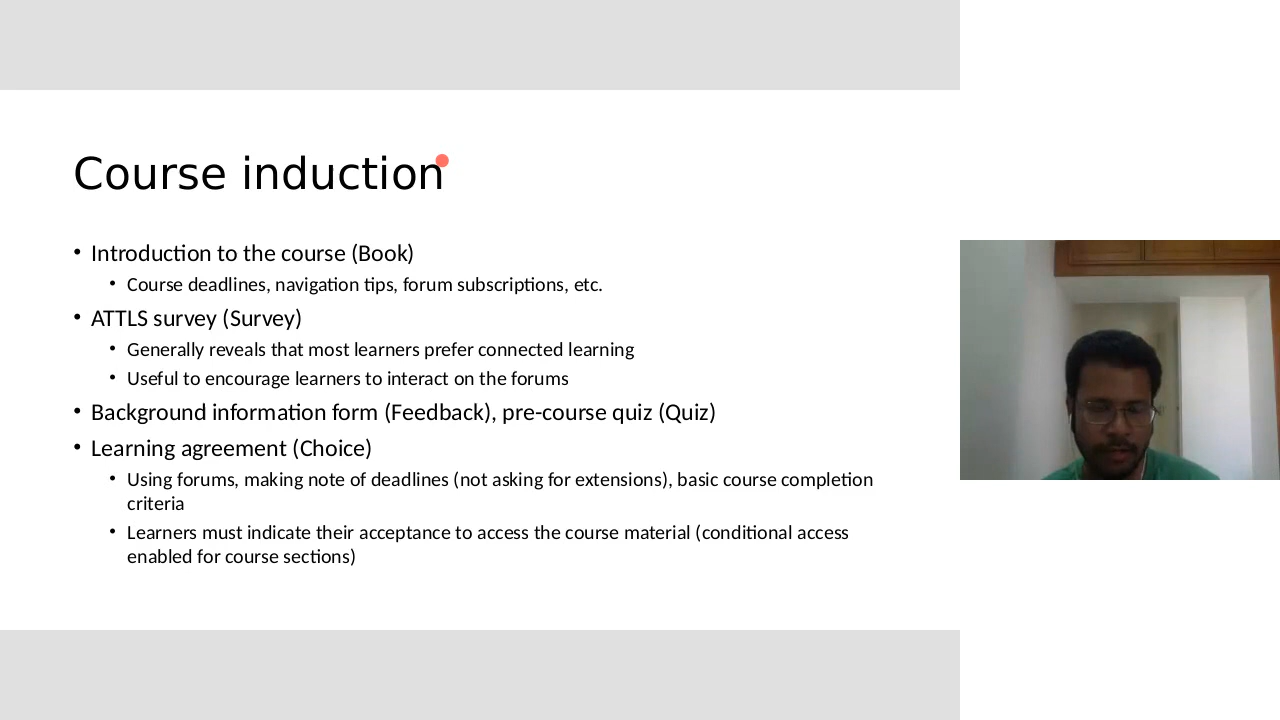 Course induction
• Introduction to the course (Book)
• Course deadlines, navigation tips, forum subscriptions, etc.
• ATTLS survey (Survey)
• Generally reveals that most learners prefer connected learning
• Useful to encourage learners to interact on the forums
• Background information form (Feedback), pre-course quiz (Quiz)
• Learning agreement (Choice)
• Using forums, making note of deadlines (not asking for extensions), basic course completion
criteria
• Learners must indicate their acceptance to access the course material (conditional access
enabled for course sections)